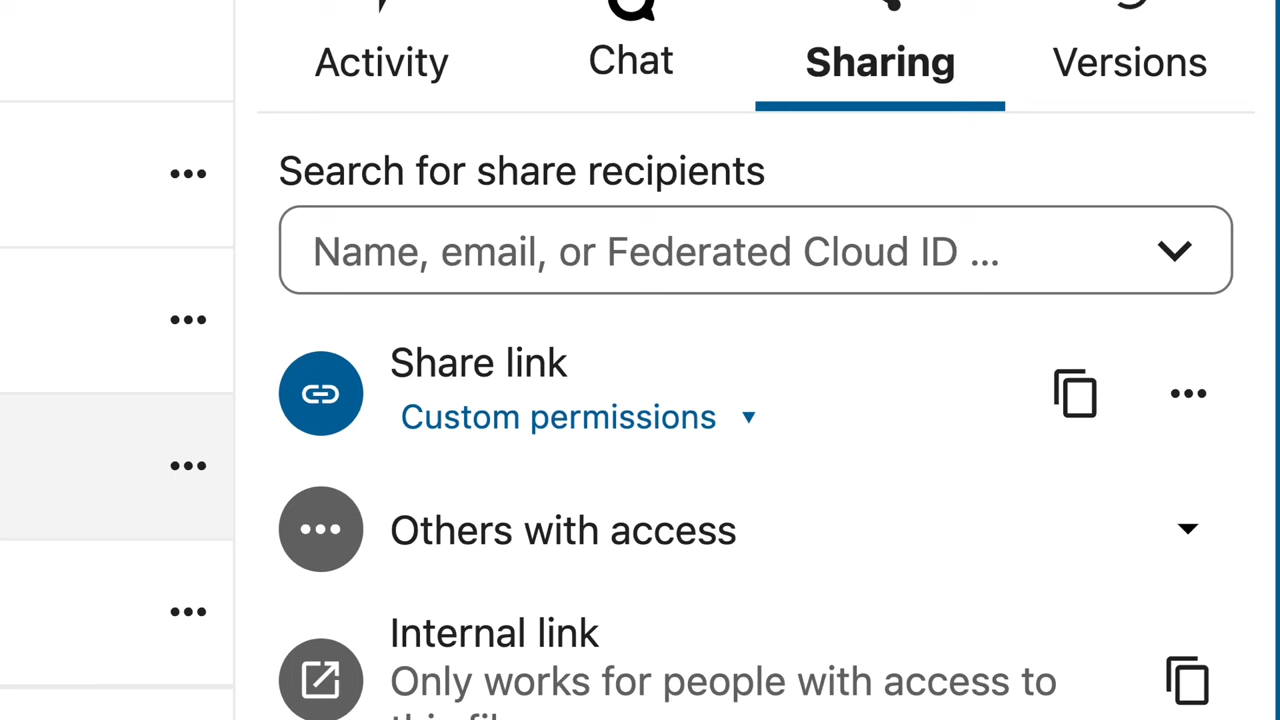 Activity
Chat
Sharing
Versions
Search for share recipients
Name, email, or Federated Cloud ID ...
Share link
Custom permissions
Others with access
Internal link
Only works for people with access to